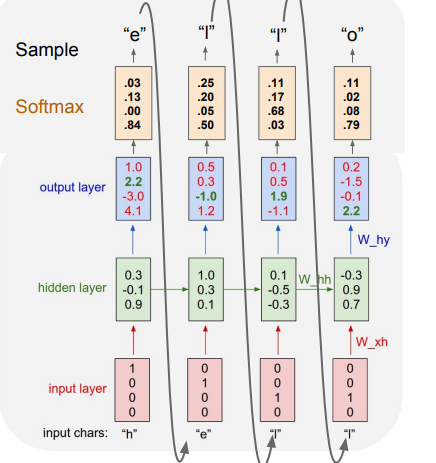 Sample “e” “l” “l” “o”
Softmax
.03 .25 .11 .11
.13 .20 .17 .02
.00 .05 .68 .08
.84 .50 .03 .79
output layer
1.0 0.5 0.1 0.2
2.2 0.3 0.5 -1.5
-3.0 -1.0 1.9 -0.1
4.1 1.2 -1.1 2.2
W_hy
hidden layer
0.3 1.0 0.1 -0.3
-0.1 0.3 -0.5 0.9
0.9 0.1 -0.3 0.7
W_hh
W_xh
input layer
1 0 0 0
0 1 0 0
0 0 1 1
0 0 0 0
input chars: “h” “e” “l” “l”